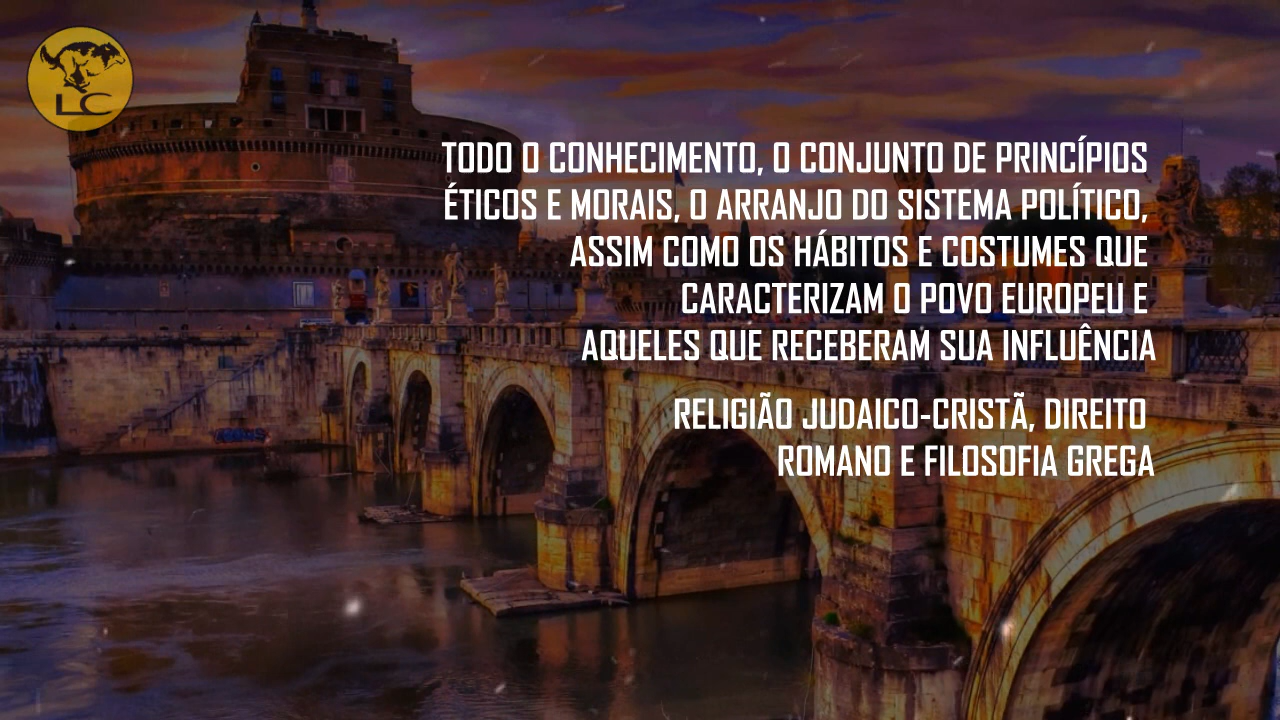 LC
TODO O CONHECIMENTO, O CONJUNTO DE PRINCÍPIOS
ÉTICOS E MORAIS, O ARRANJO DO SISTEMA POLÍTICO,
ASSIM COMO OS HÁBITOS E COSTUMES QUE
CARACTERIZAM O POVO EUROPEU E
AQUELES QUE RECEBERAM SUA INFLUÊNCIA
RELIGIÃO JUDAICO-CRISTÃ, DIREITO
ROMANO E FILOSOFIA GREGA